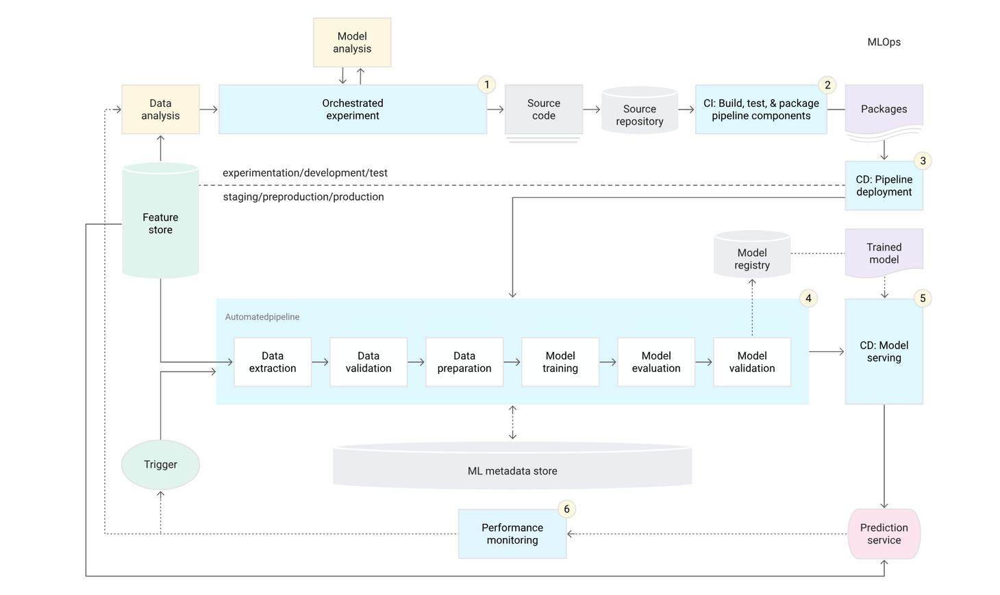 Model
analysis
MLOps
1
2
Data
analysis
Orchestrated
experiment
Source
code
Source
repository
CI: Build, test, & package
pipeline components
Packages
3
experimentation/development/test
staging/preproduction/production
CD: Pipeline
deployment
Feature
store
Model
registry
Trained
model
4
5
Automatedpipeline
Data
extraction
Data
validation
Data
preparation
Model
training
Model
evaluation
Model
validation
CD: Model
serving
Trigger
ML metadata store
6
Performance
monitoring
Prediction
service